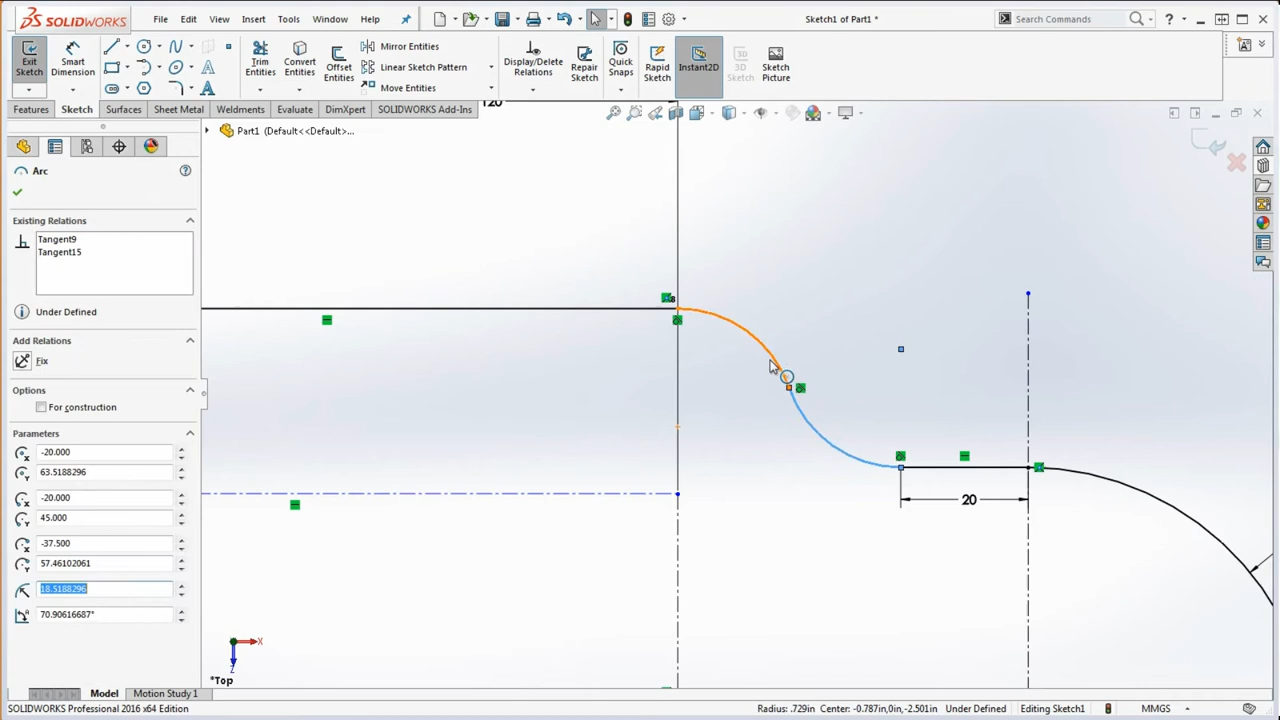 SOLIDWORKS File Edit View Insert Tools Window Help Sketch1 of Part1 * Search Commands
Exit Sketch Smart Dimension Trim Entities Convert Entities Offset Entities Mirror Entities Linear Sketch Pattern Move Entities Display/Delete Relations Repair Sketch Quick Snaps Rapid Sketch Instant2D 3D Sketch Sketch Picture
Features Sketch Surfaces Sheet Metal Weldments Evaluate DimXpert SOLIDWORKS Add-Ins 120
Part1 (Default<<Default>...
Arc
Existing Relations
Tangent9
Tangent15
Under Defined
Add Relations
Fix
Options
For construction
Parameters
-20.000
63.5188296
-20.000
45.000
-37.500
57.46102061
18.5188296
70.90616687°
20
X
Z
*Top
Model Motion Study 1
SOLIDWORKS Professional 2016 x64 Edition Radius: .729in Center: -0.787in,0in,-2.501in Under Defined Editing Sketch1 MMGS